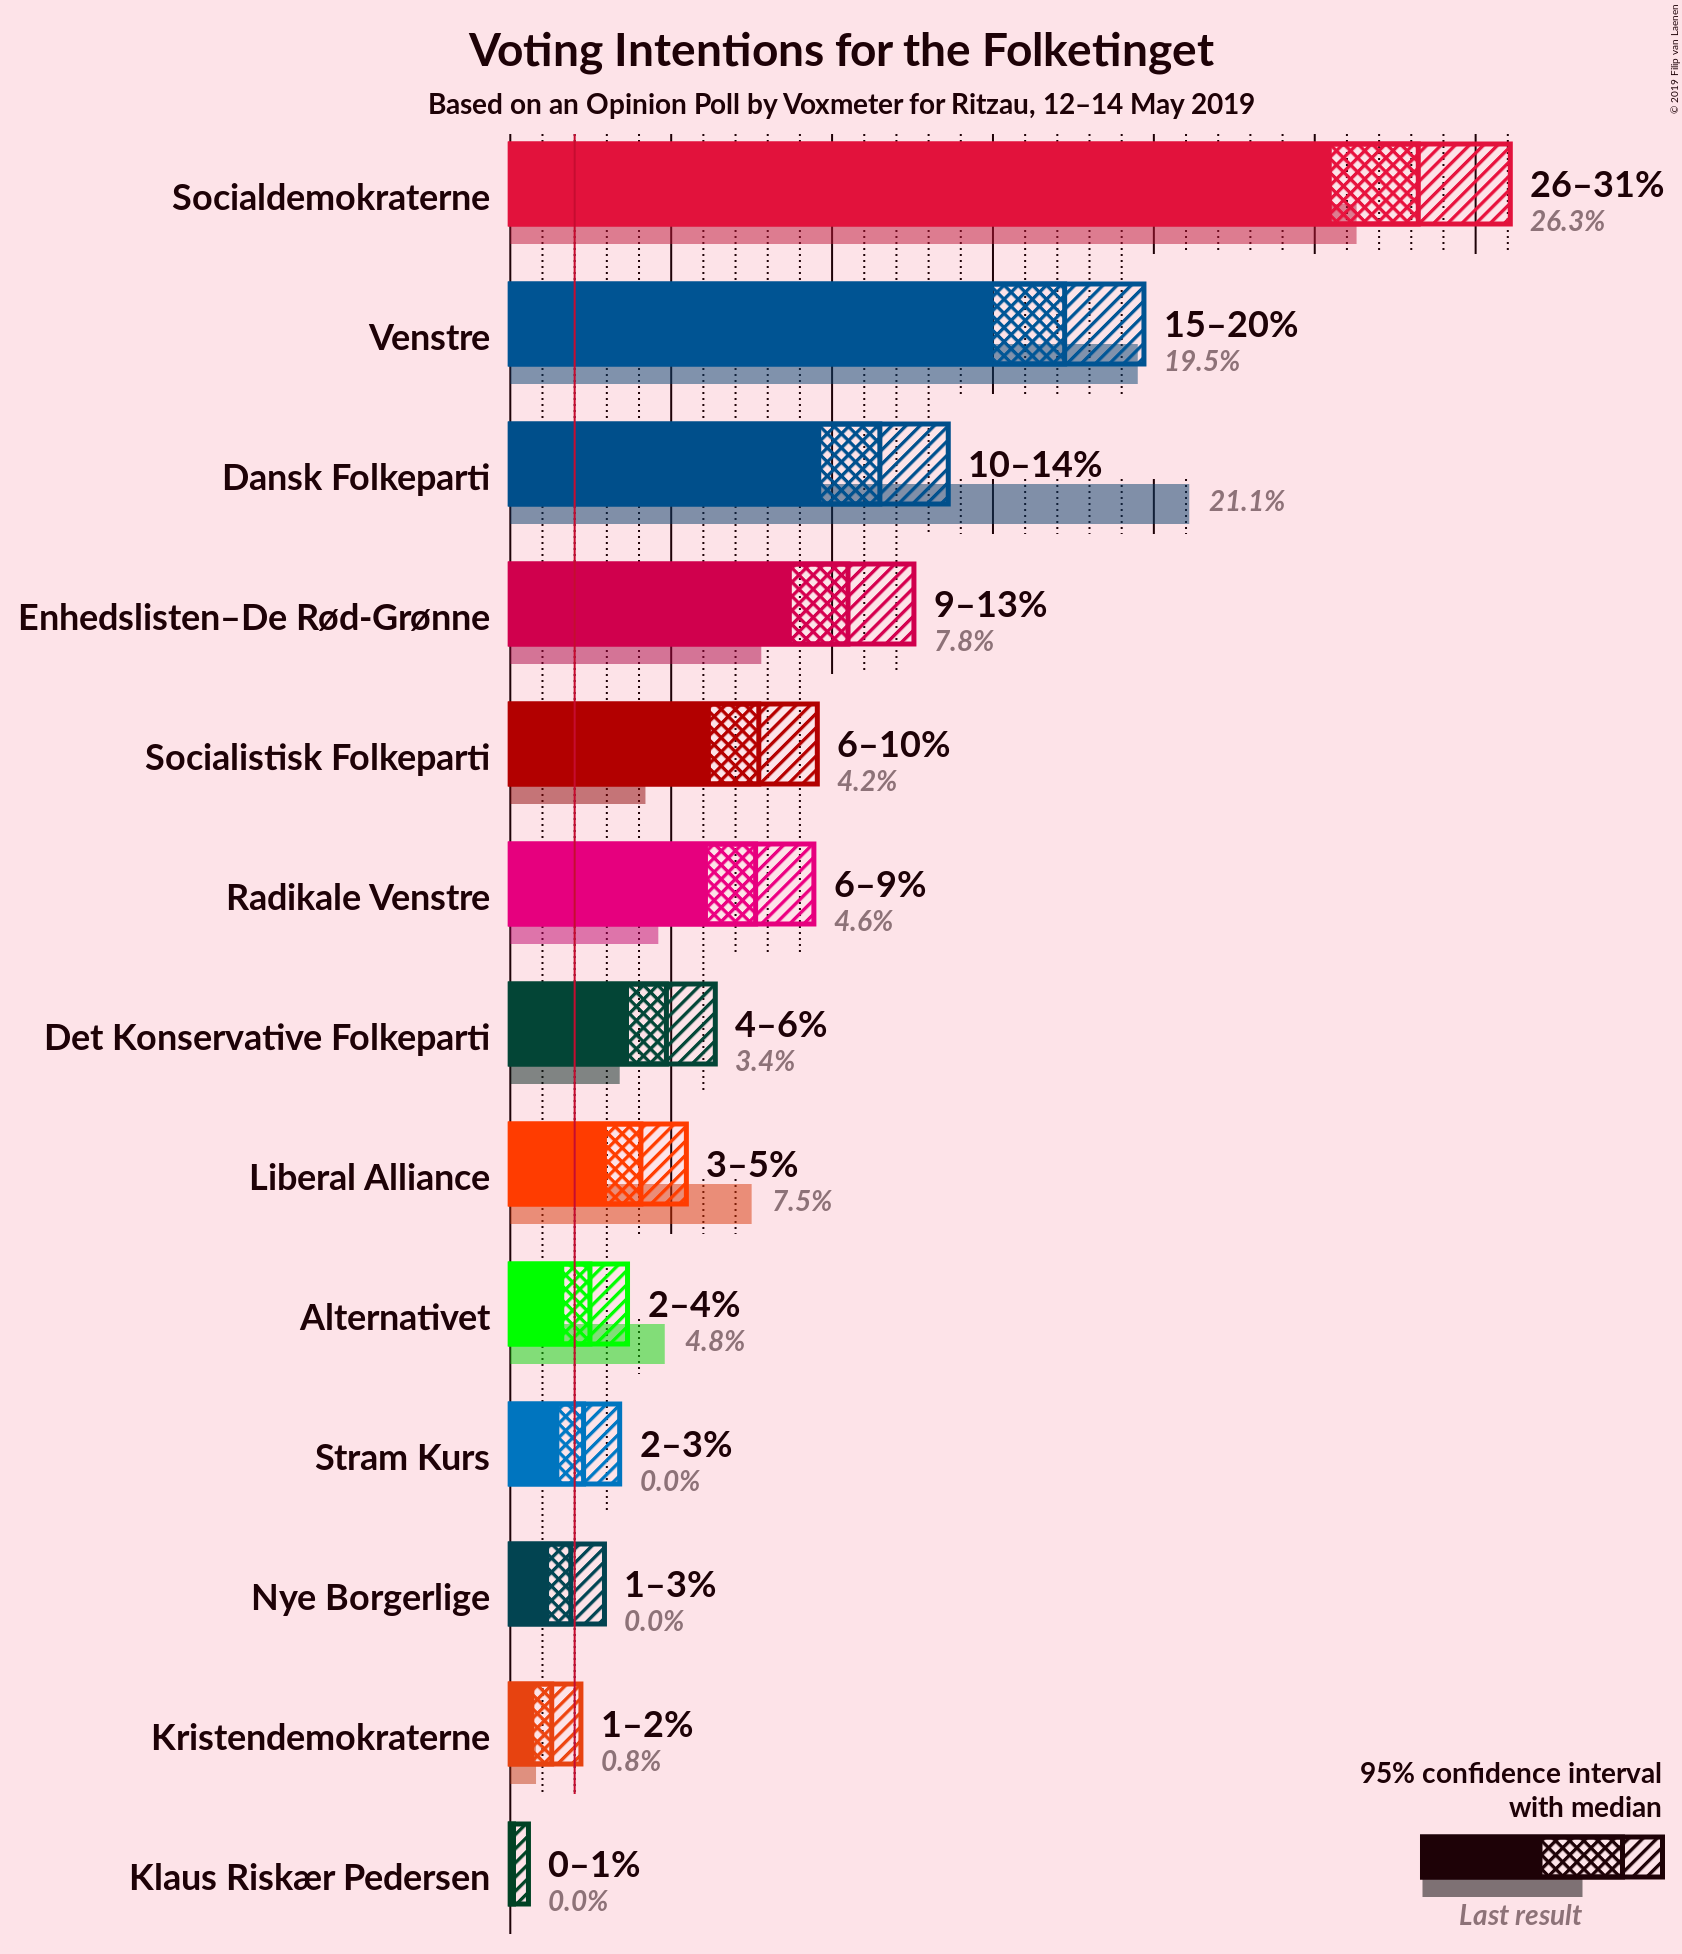 Voting Intentions for the Folketinget
Based on an Opinion Poll by Voxmeter for Ritzau, 12–14 May 2019
© 2019 Filip van Laenen
Socialdemokraterne
26–31%
26.3%
Venstre
15–20%
19.5%
Dansk Folkeparti
10–14%
21.1%
Enhedslisten–De Rød-Grønne
9–13%
7.8%
Socialistisk Folkeparti
6–10%
4.2%
Radikale Venstre
6–9%
4.6%
Det Konservative Folkeparti
4–6%
3.4%
Liberal Alliance
3–5%
7.5%
Alternativet
2–4%
4.8%
Stram Kurs
2–3%
0.0%
Nye Borgerlige
1–3%
0.0%
Kristendemokraterne
1–2%
0.8%
Klaus Riskær Pedersen
0–1%
0.0%
95% confidence interval
with median
Last result